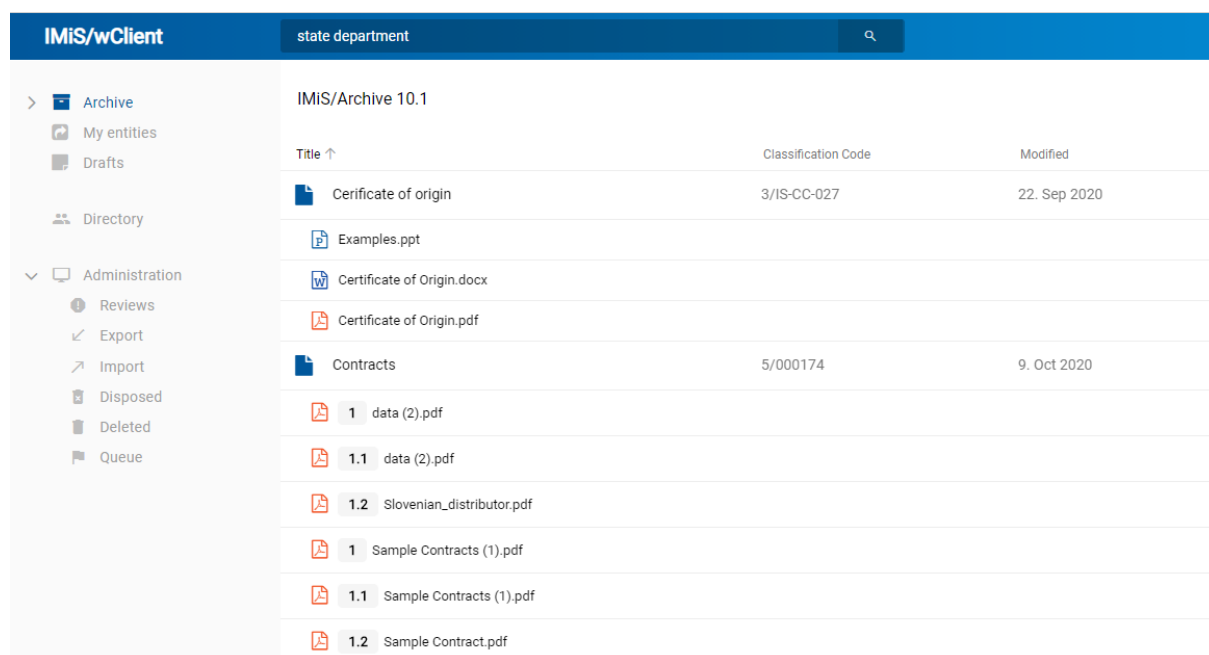 IMiS/wClient
state department
Archive
My entities
Drafts
Directory
Administration
Reviews
Export
Import
Disposed
Deleted
Queue
IMiS/Archive 10.1
Title Classification Code Modified
Cerificate of origin 3/IS-CC-027 22. Sep 2020
Examples.ppt
Certificate of Origin.docx
Certificate of Origin.pdf
Contracts 5/000174 9. Oct 2020
1 data (2).pdf
1.1 data (2).pdf
1.2 Slovenian_distributor.pdf
1 Sample Contracts (1).pdf
1.1 Sample Contracts (1).pdf
1.2 Sample Contract.pdf